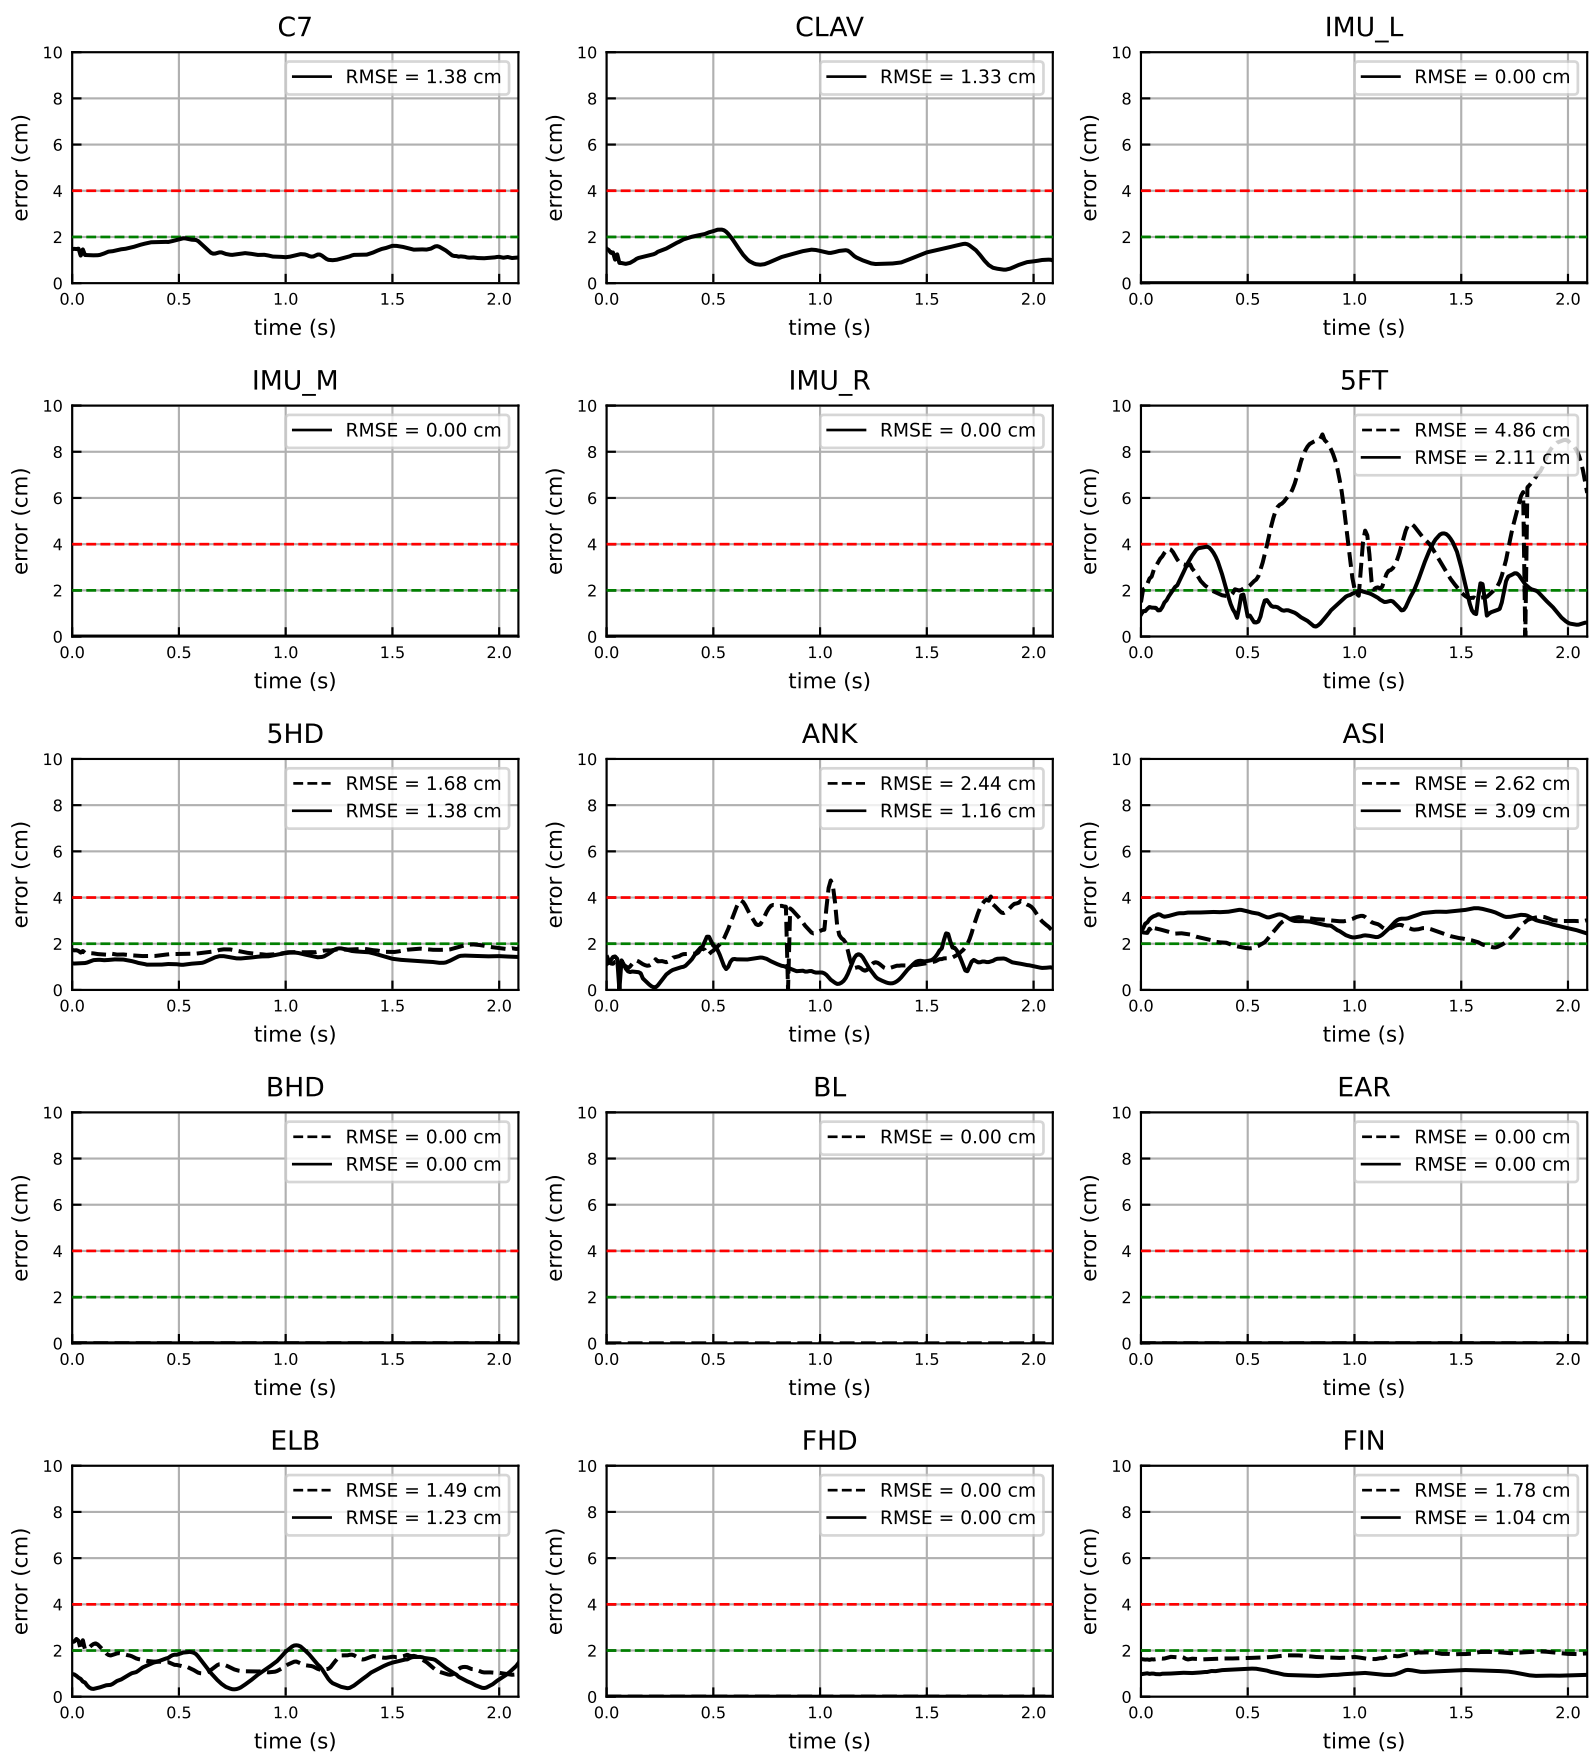 C7
CLAV
IMU_L
RMSE = 1.38 cm
RMSE = 1.33 cm
RMSE = 0.00 cm
error (cm)
error (cm)
error (cm)
10
8
6
4
2
0
10
8
6
4
2
0
10
8
6
4
2
0
0.0 0.5 1.0 1.5 2.0
0.0 0.5 1.0 1.5 2.0
0.0 0.5 1.0 1.5 2.0
time (s)
time (s)
time (s)
IMU_M
IMU_R
5FT
RMSE = 0.00 cm
RMSE = 0.00 cm
RMSE = 4.86 cm
RMSE = 2.11 cm
error (cm)
error (cm)
error (cm)
10
8
6
4
2
0
10
8
6
4
2
0
10
8
6
4
2
0
0.0 0.5 1.0 1.5 2.0
0.0 0.5 1.0 1.5 2.0
0.0 0.5 1.0 1.5 2.0
time (s)
time (s)
time (s)
5HD
ANK
ASI
RMSE = 1.68 cm
RMSE = 1.38 cm
RMSE = 2.44 cm
RMSE = 1.16 cm
RMSE = 2.62 cm
RMSE = 3.09 cm
error (cm)
error (cm)
error (cm)
10
8
6
4
2
0
10
8
6
4
2
0
10
8
6
4
2
0
0.0 0.5 1.0 1.5 2.0
0.0 0.5 1.0 1.5 2.0
0.0 0.5 1.0 1.5 2.0
time (s)
time (s)
time (s)
BHD
BL
EAR
RMSE = 0.00 cm
RMSE = 0.00 cm
RMSE = 0.00 cm
RMSE = 0.00 cm
RMSE = 0.00 cm
error (cm)
error (cm)
error (cm)
10
8
6
4
2
0
10
8
6
4
2
0
10
8
6
4
2
0
0.0 0.5 1.0 1.5 2.0
0.0 0.5 1.0 1.5 2.0
0.0 0.5 1.0 1.5 2.0
time (s)
time (s)
time (s)
ELB
FHD
FIN
RMSE = 1.49 cm
RMSE = 1.23 cm
RMSE = 0.00 cm
RMSE = 0.00 cm
RMSE = 1.78 cm
RMSE = 1.04 cm
error (cm)
error (cm)
error (cm)
10
8
6
4
2
0
10
8
6
4
2
0
10
8
6
4
2
0
0.0 0.5 1.0 1.5 2.0
0.0 0.5 1.0 1.5 2.0
0.0 0.5 1.0 1.5 2.0
time (s)
time (s)
time (s)